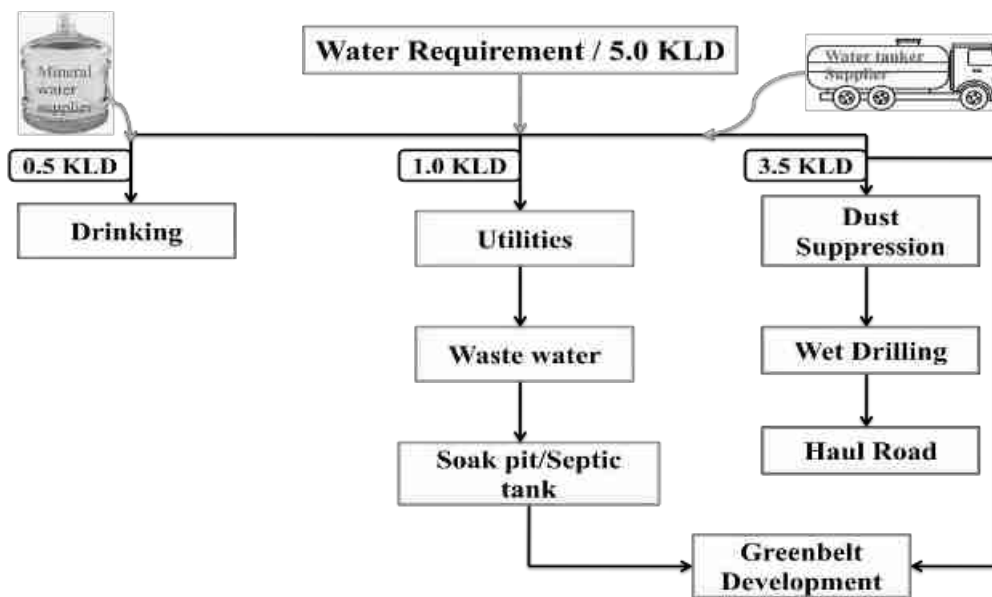 Water Requirement / 5.0 KLD
Mineral
water
supplier
Water tanker
Supplier
0.5 KLD
1.0 KLD
3.5 KLD
Drinking
Utilities
Dust
Suppression
Waste water
Wet Drilling
Soak pit/Septic
tank
Haul Road
Greenbelt
Development